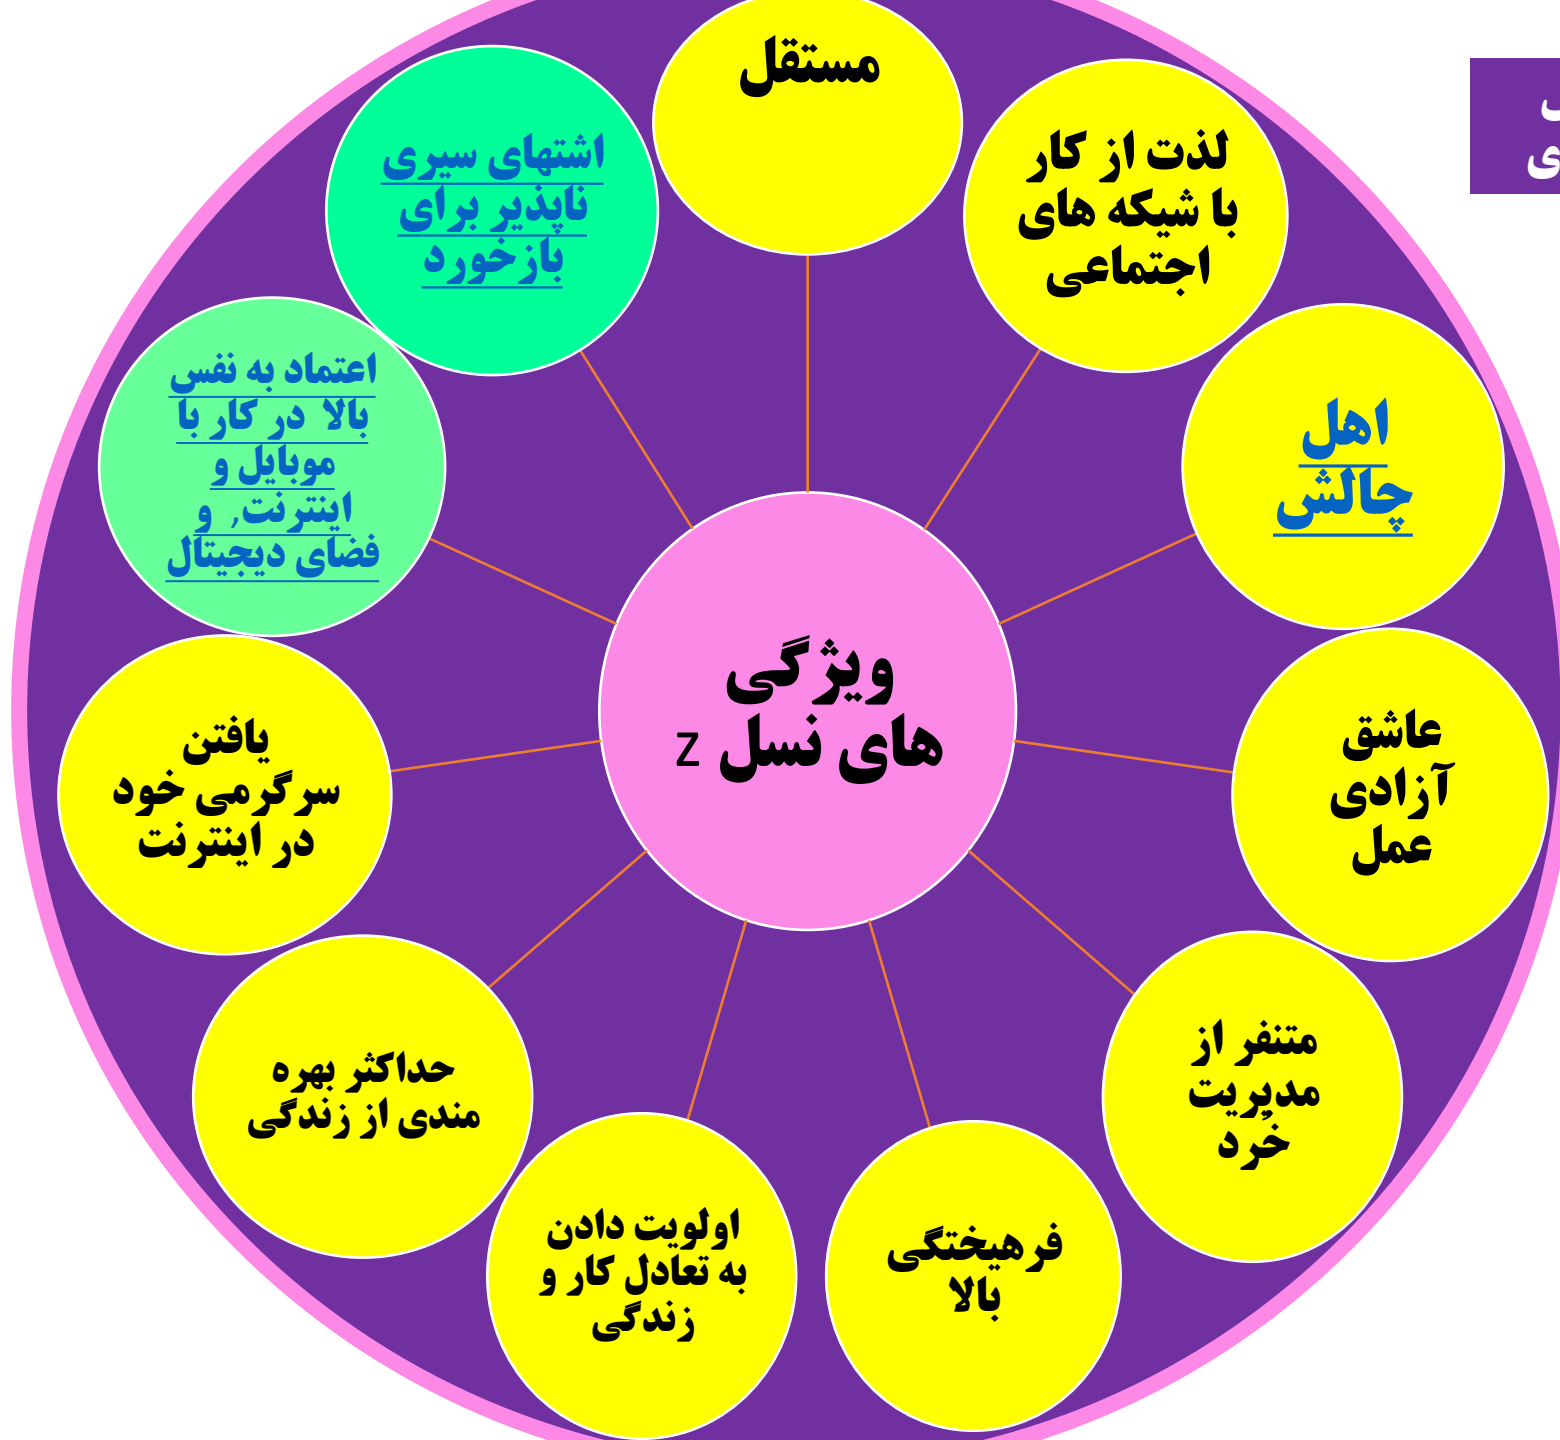 ویژگی
های نسل z
مستقل
لذت از کار
با شیکه های
اجتماعی
اهل
چالش
عاشق
آزادی
عمل
متنفر از
مدیریت
خُرد
فرهیختگی
بالا
اولویت دادن
به تعادل کار و
زندگی
حداکثر بهره
مندی از زندگی
یافتن
سرگرمی خود
در اینترنت
اعتماد به نفس
بالا در کار با
موبایل و
اینترنت, و
فضای دیجیتال
اشتهای سیری
ناپذیر برای
بازخورد